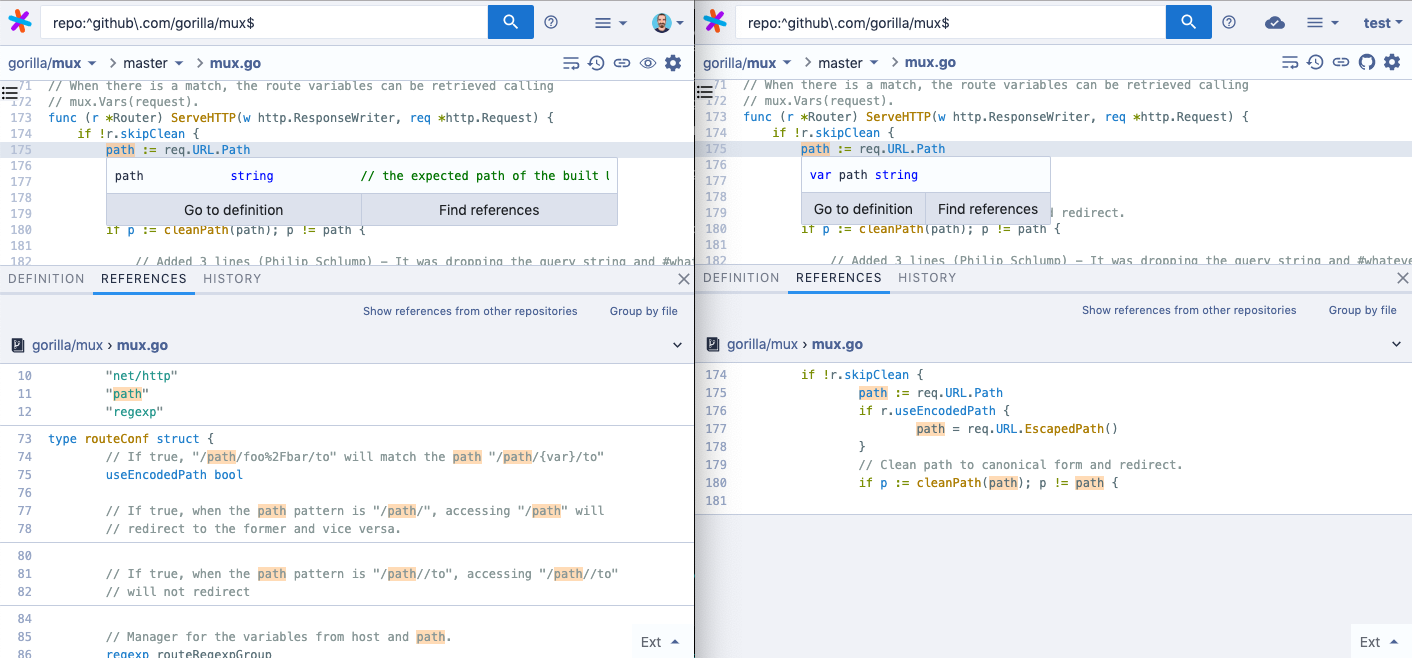 repo:^github\.com/gorilla/mux$
gorilla/mux > master > mux.go
71 // When there is a match, the route variables can be retrieved calling
172 // mux.Vars(request).
173 func (r *Router) ServeHTTP(w http.ResponseWriter, req *http.Request) {
174 if !r.skipClean {
175 path := req.URL.Path
176
path string // the expected path of the built
177
178
Go to definition Find references
179
180 if p := cleanPath(path); p != path {
181
182 // Added 3 lines (Philip Schlump) – It was dropping the query string and #what
DEFINITION REFERENCES HISTORY
Show references from other repositories Group by file
gorilla/mux › mux.go
10 "net/http"
11 "path"
12 "regexp"
73 type routeConf struct {
74 // If true, "/path/foo%2Fbar/to" will match the path "/path/{var}/to"
75 useEncodedPath bool
76
77 // If true, when the path pattern is "/path/", accessing "/path" will
78 // redirect to the former and vice versa.
80
81 // If true, when the path pattern is "/path//to", accessing "/path//to"
82 // will not redirect
84
85 // Manager for the variables from host and path.
86 regexp routeRegexpGroup
Ext
repo:^github\.com/gorilla/mux$
test
gorilla/mux > master > mux.go
71 // When there is a match, the route variables can be retrieved calling
172 // mux.Vars(request).
173 func (r *Router) ServeHTTP(w http.ResponseWriter, req *http.Request) {
174 if !r.skipClean {
175 path := req.URL.Path
176
var path string
177
178
Go to definition Find references
179 redirect.
180 if p := cleanPath(path); p != path {
181
182 // Added 3 lines (Philip Schlump) – It was dropping the query string and #whateve
DEFINITION REFERENCES HISTORY
Show references from other repositories Group by file
gorilla/mux › mux.go
174 if !r.skipClean {
175 path := req.URL.Path
176 if r.useEncodedPath {
177 path = req.URL.EscapedPath()
178 }
179 // Clean path to canonical form and redirect.
180 if p := cleanPath(path); p != path {
181
Ext